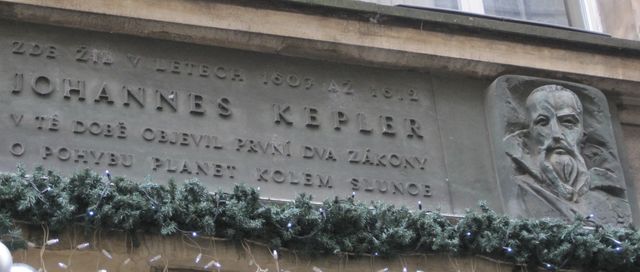 ZDE ŽIL V LETECH 1607 AŽ 1612
JOHANNES KEPLER
V TÉ DOBĚ OBJEVIL PRVNÍ DVA ZÁKONY
O POHYBU PLANET KOLEM SLUNCE